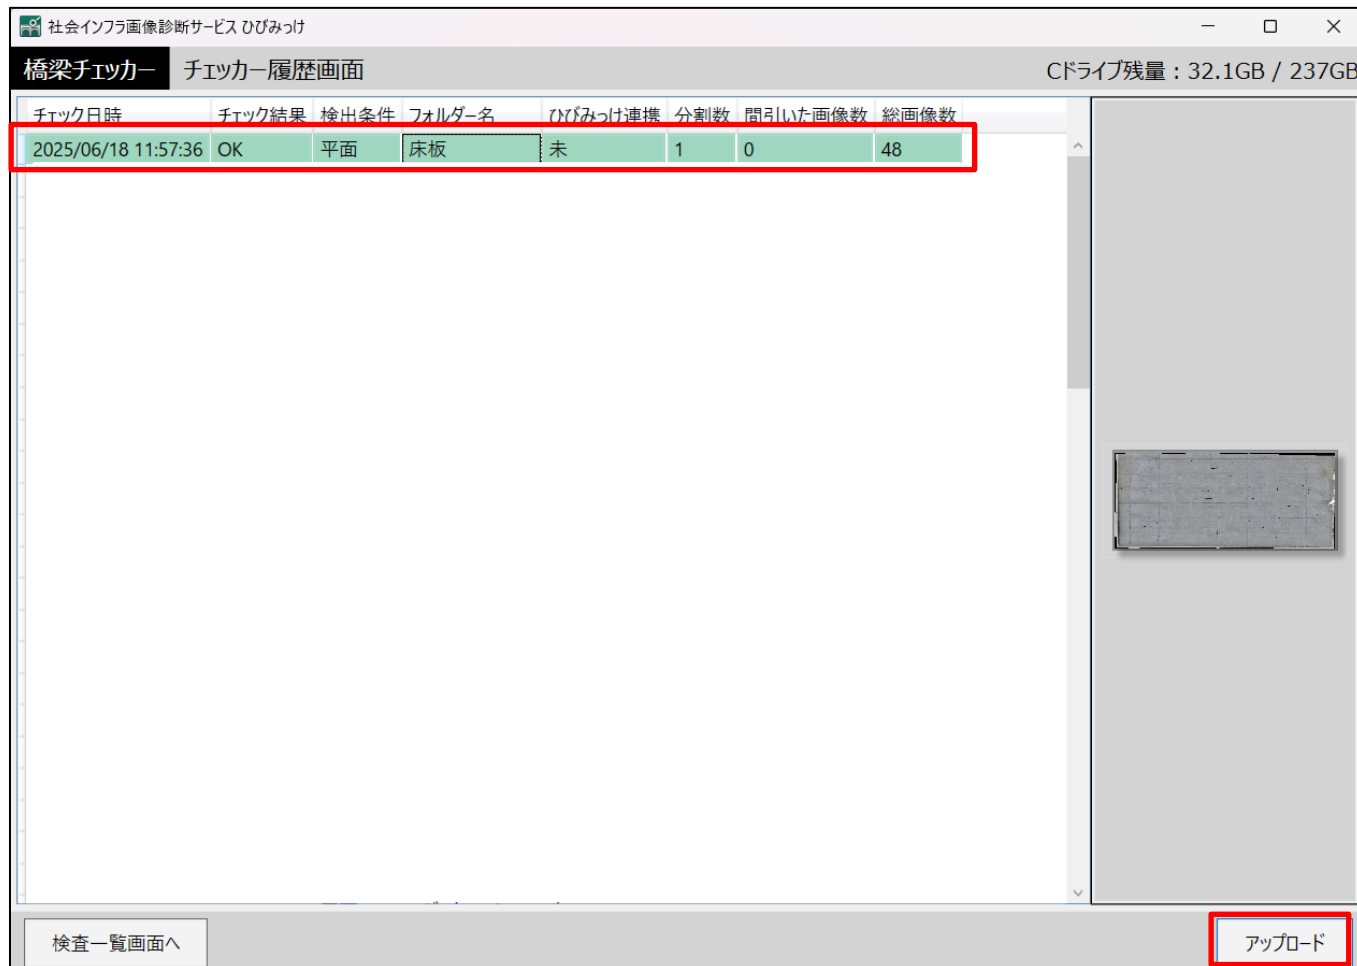 社会インフラ画像診断サービス ひびみっけ
橋梁チェッカー チェッカー履歴画面 Cドライブ残量：32.1GB / 237GB
チェック日時 チェック結果 検出条件 フォルダー名 ひびみっけ連携 分割数 間引いた画像数 総画像数
2025/06/18 11:57:36 OK 平面 床板 未 1 0 48
検査一覧画面へ アップロード